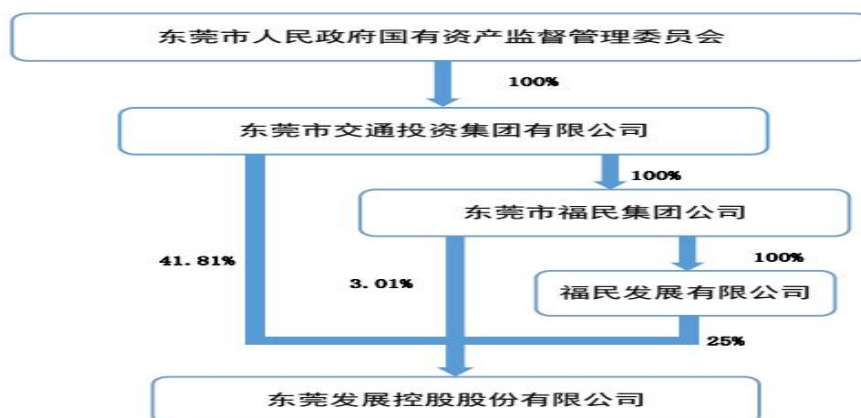 东莞市人民政府国有资产监督管理委员会
100%
东莞市交通投资集团有限公司
100%
东莞市福民集团公司
41.81%
3.01%
100%
福民发展有限公司
25%
东莞发展控股股份有限公司